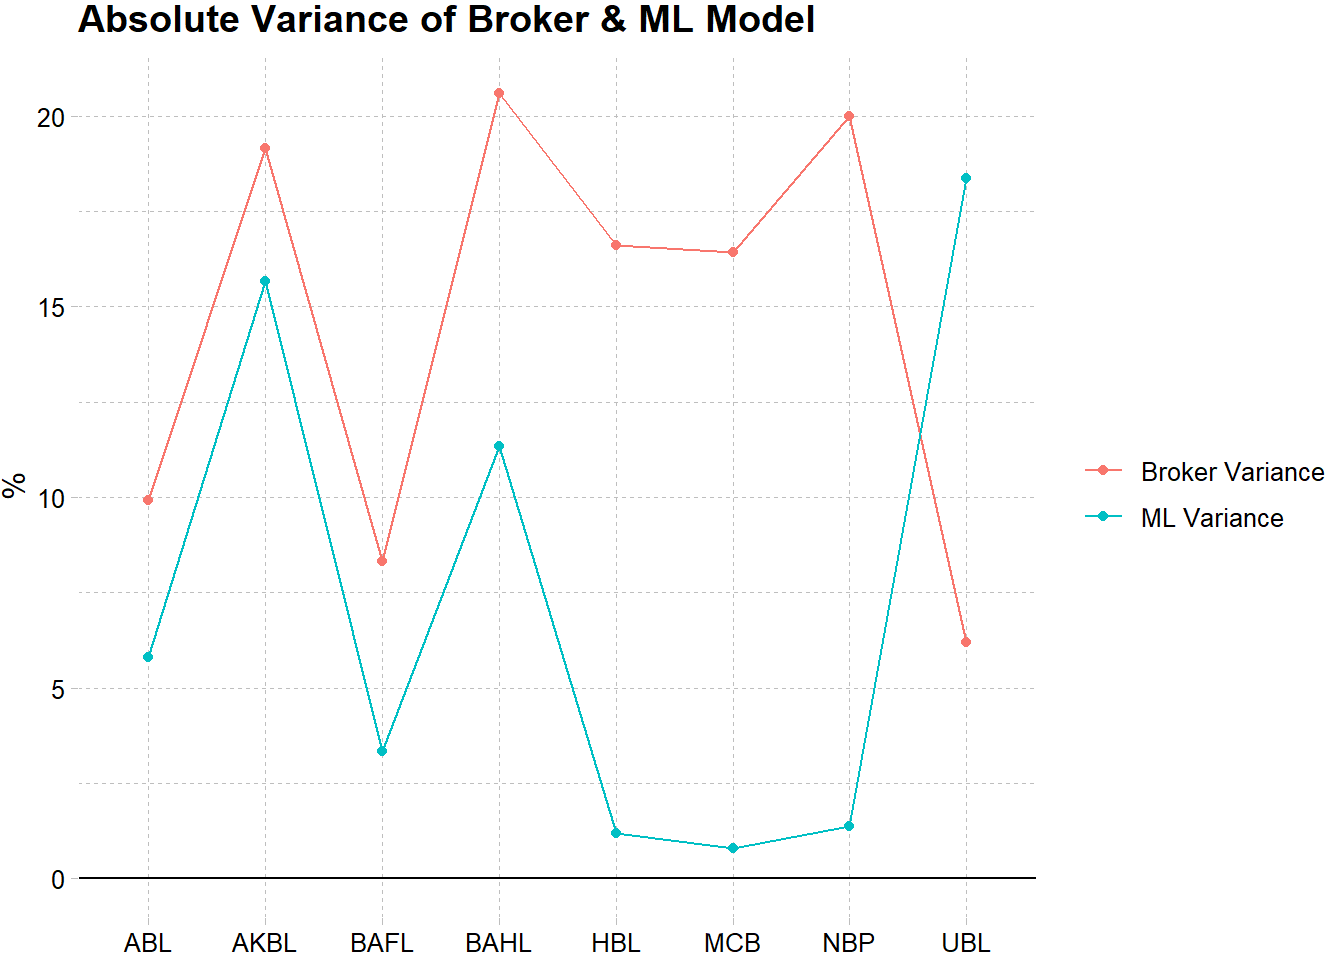 Absolute Variance of Broker & ML Model
20
15
10
5
0
%
ABL AKBL BAFL BAHL HBL MCB NBP UBL
Broker Variance
ML Variance